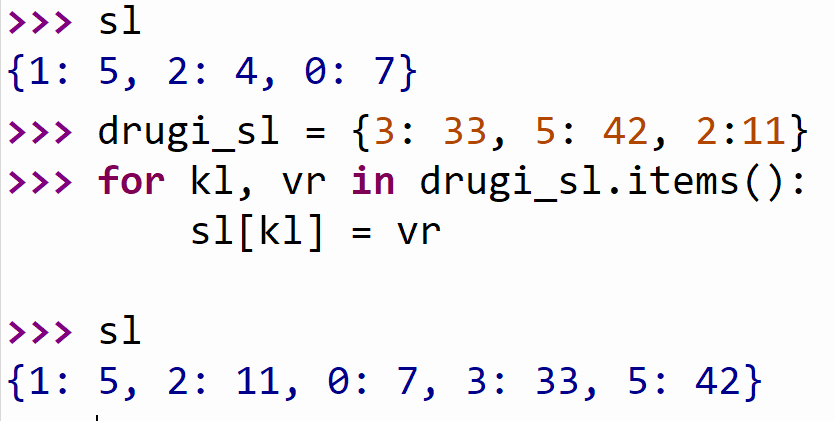 >>> sl
{1: 5, 2: 4, 0: 7}
>>> drugi_sl = {3: 33, 5: 42, 2:11}
>>> for kl, vr in drugi_sl.items():
        sl[kl] = vr
>>> sl
{1: 5, 2: 11, 0: 7, 3: 33, 5: 42}